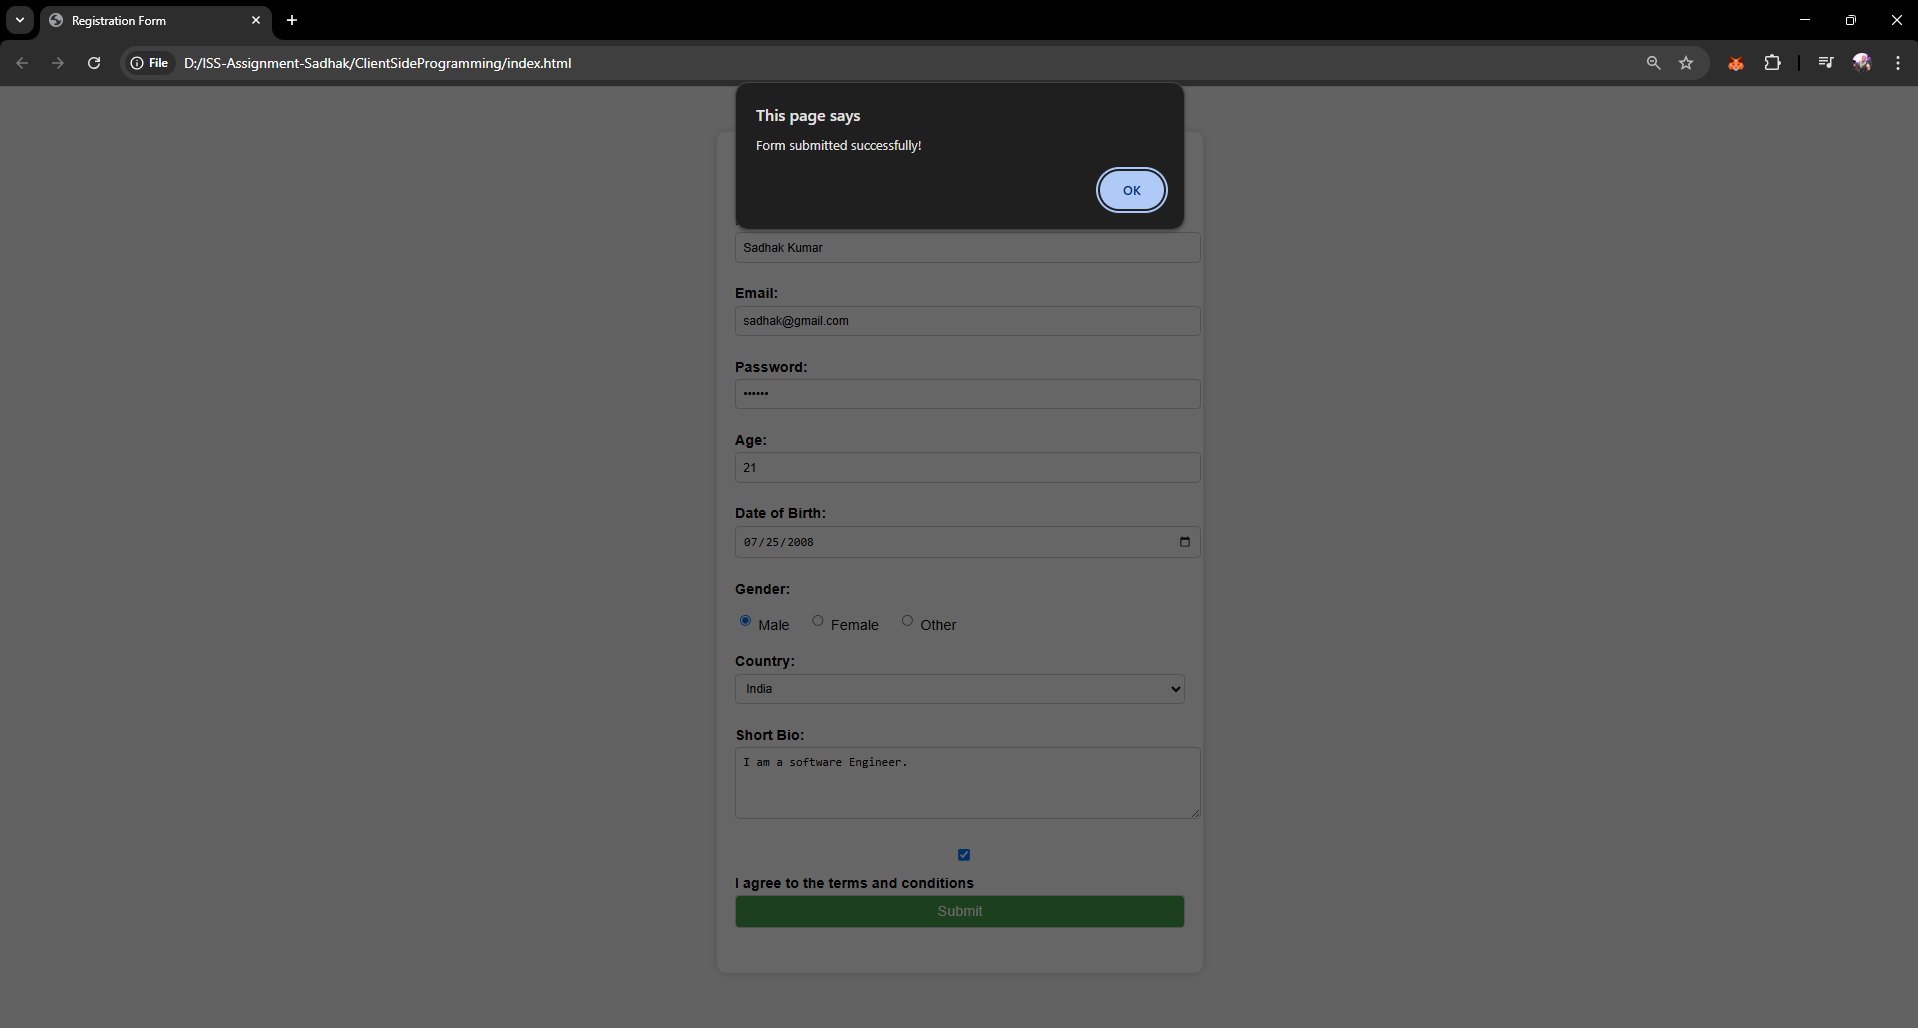 Registration Form
File
D:/ISS-Assignment-Sadhak/ClientSideProgramming/index.html
This page says
Form submitted successfully!
OK
Sadhak Kumar
Email:
sadhak@gmail.com
Password:
••••••
Age:
21
Date of Birth:
07/25/2008
Gender:
Male Female Other
Country:
India
Short Bio:
I am a software Engineer.
I agree to the terms and conditions
Submit